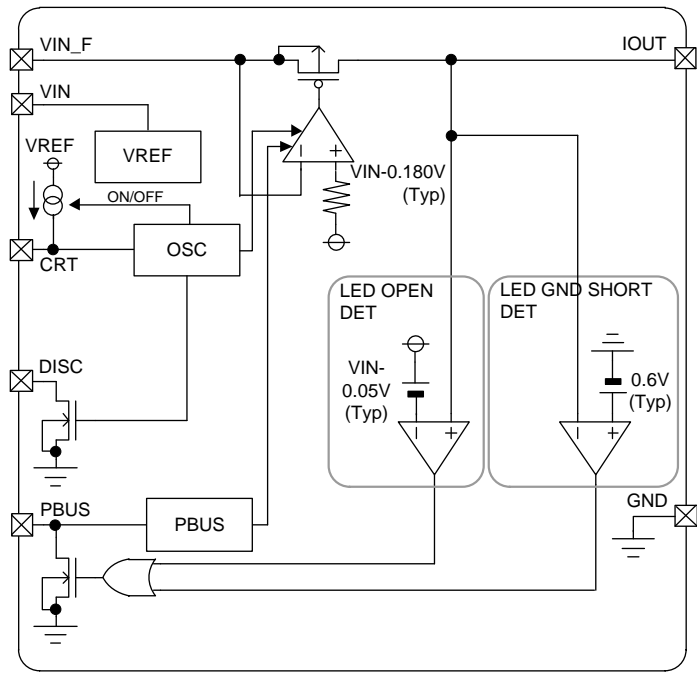 VIN_F
IOUT
VIN
VREF
VREF
ON/OFF
VIN-0.180V
(Typ)
OSC
CRT
LED OPEN
DET
LED GND SHORT
DET
DISC
VIN-
0.05V
(Typ)
0.6V
(Typ)
PBUS
PBUS
GND